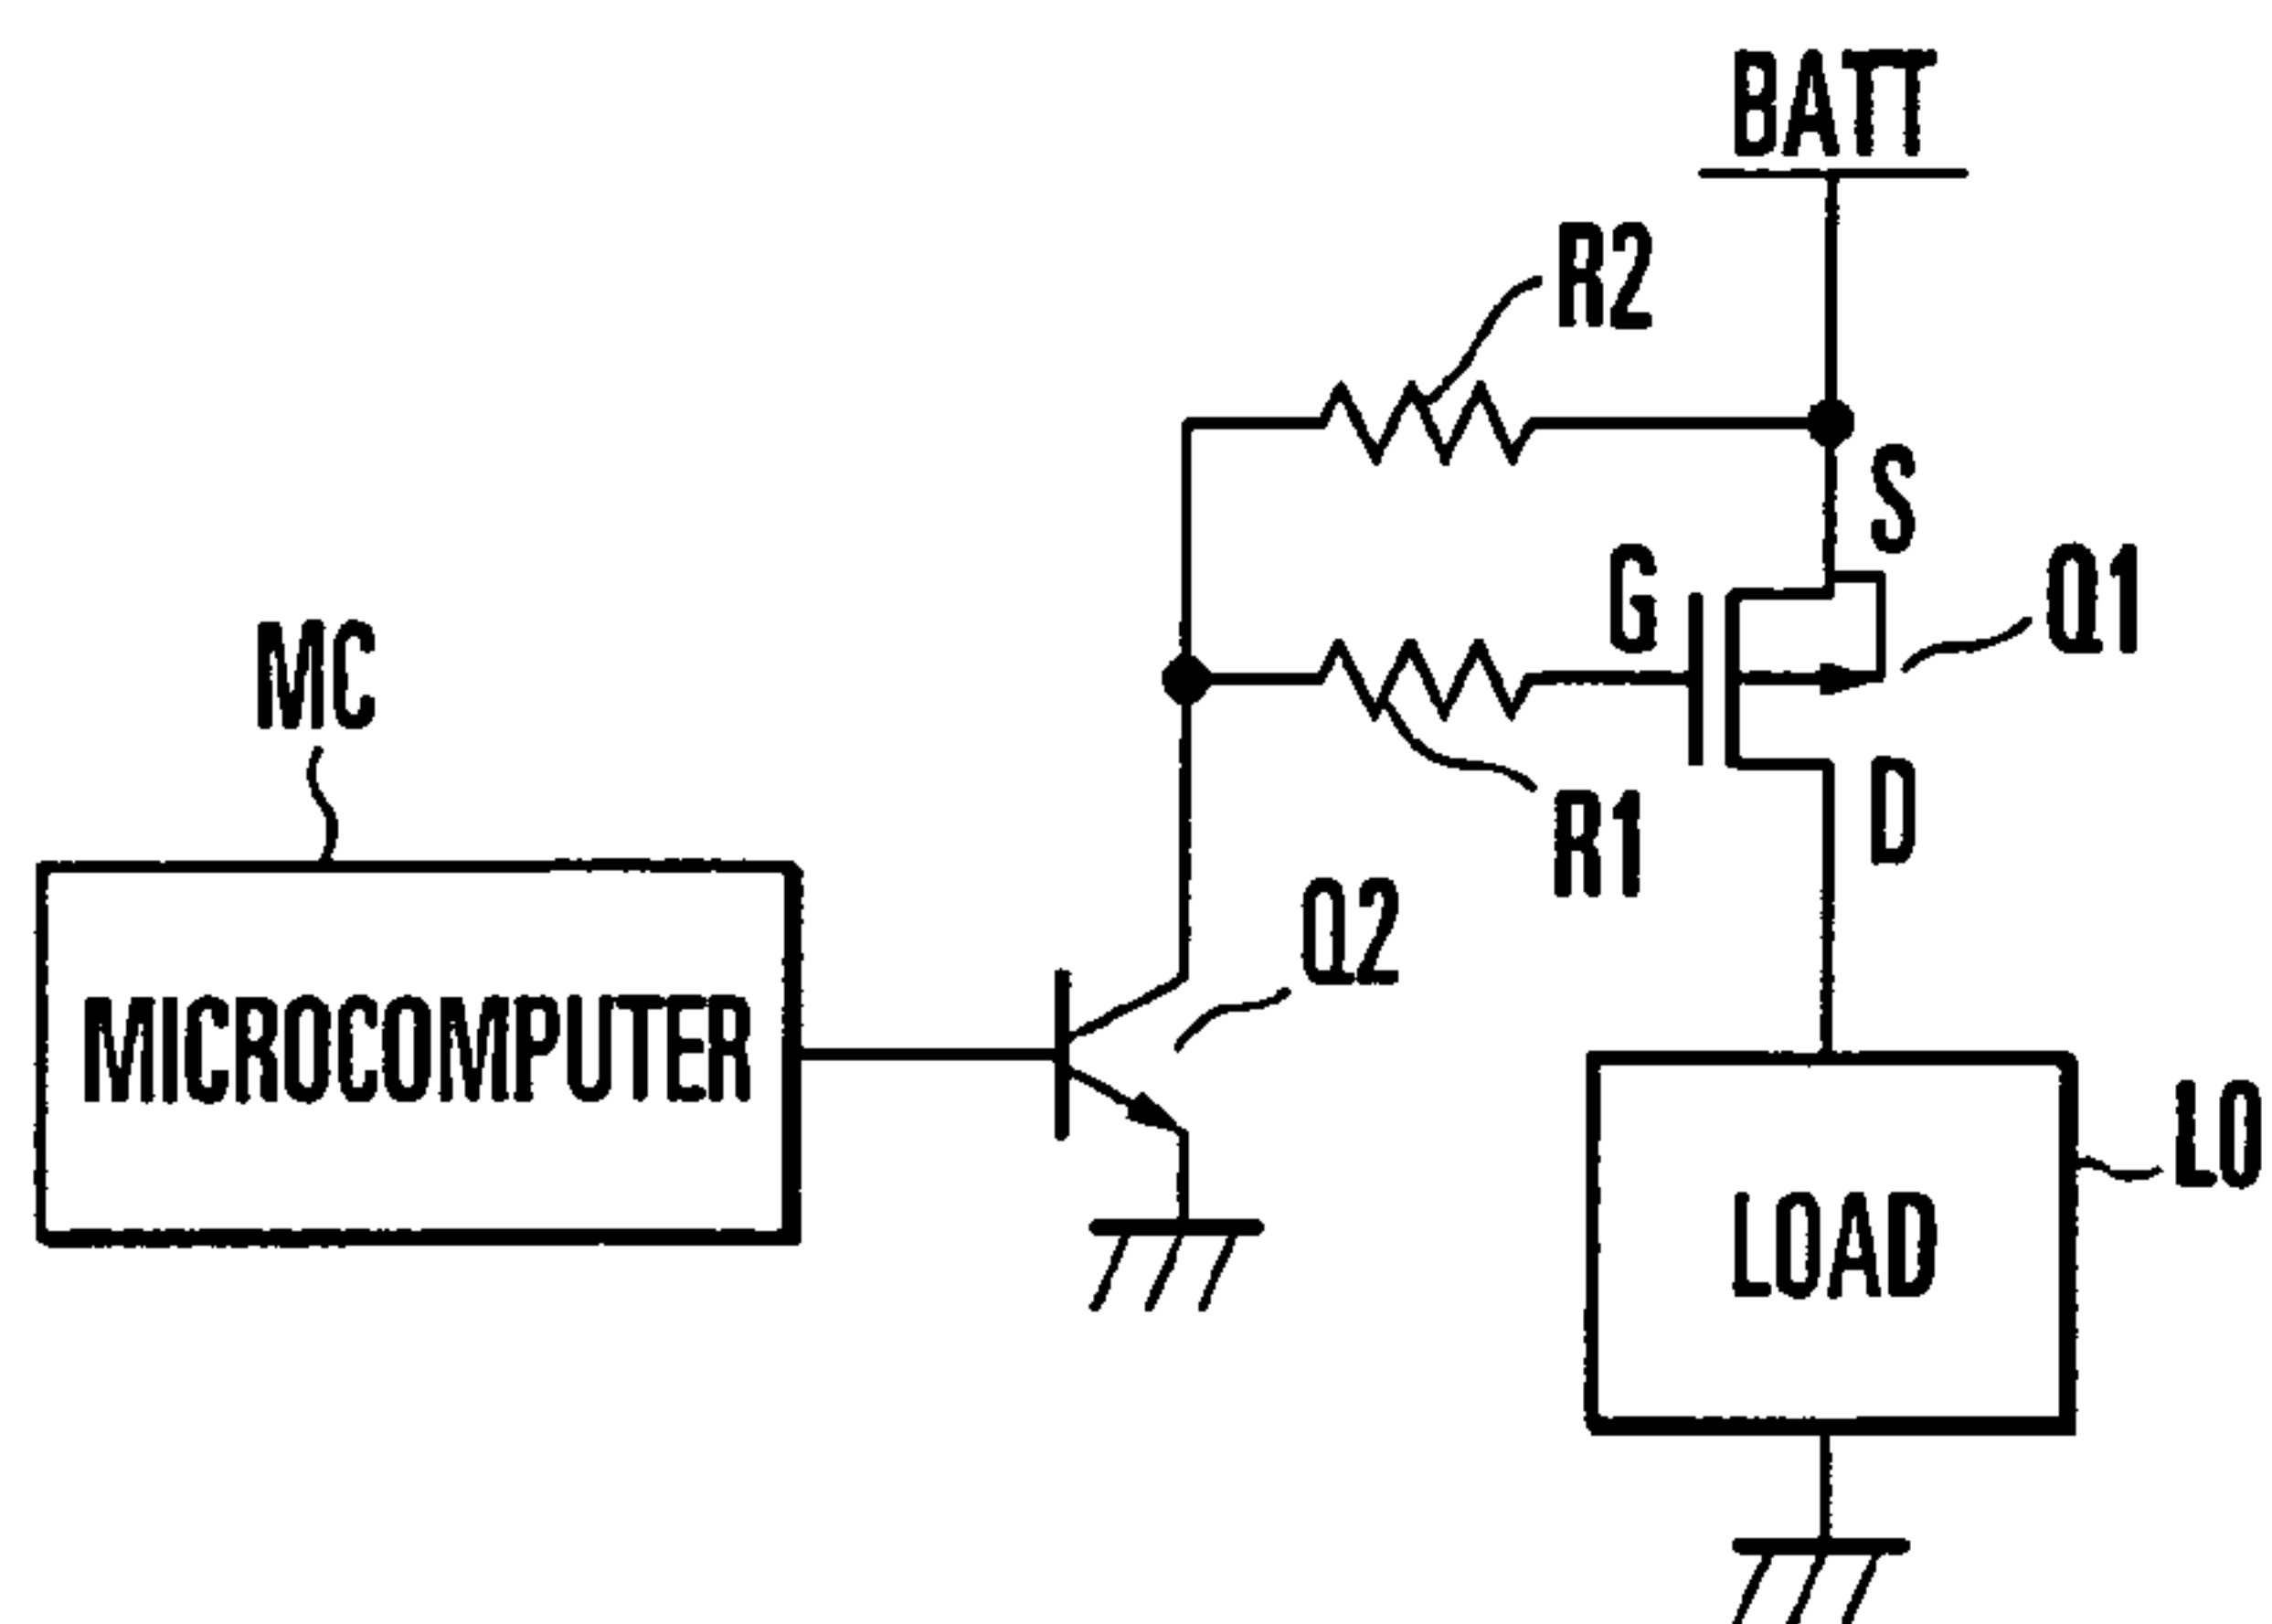 BATT
R2
S
G
Q1
MC
R1
D
Q2
MICROCOMPUTER
LO
LOAD